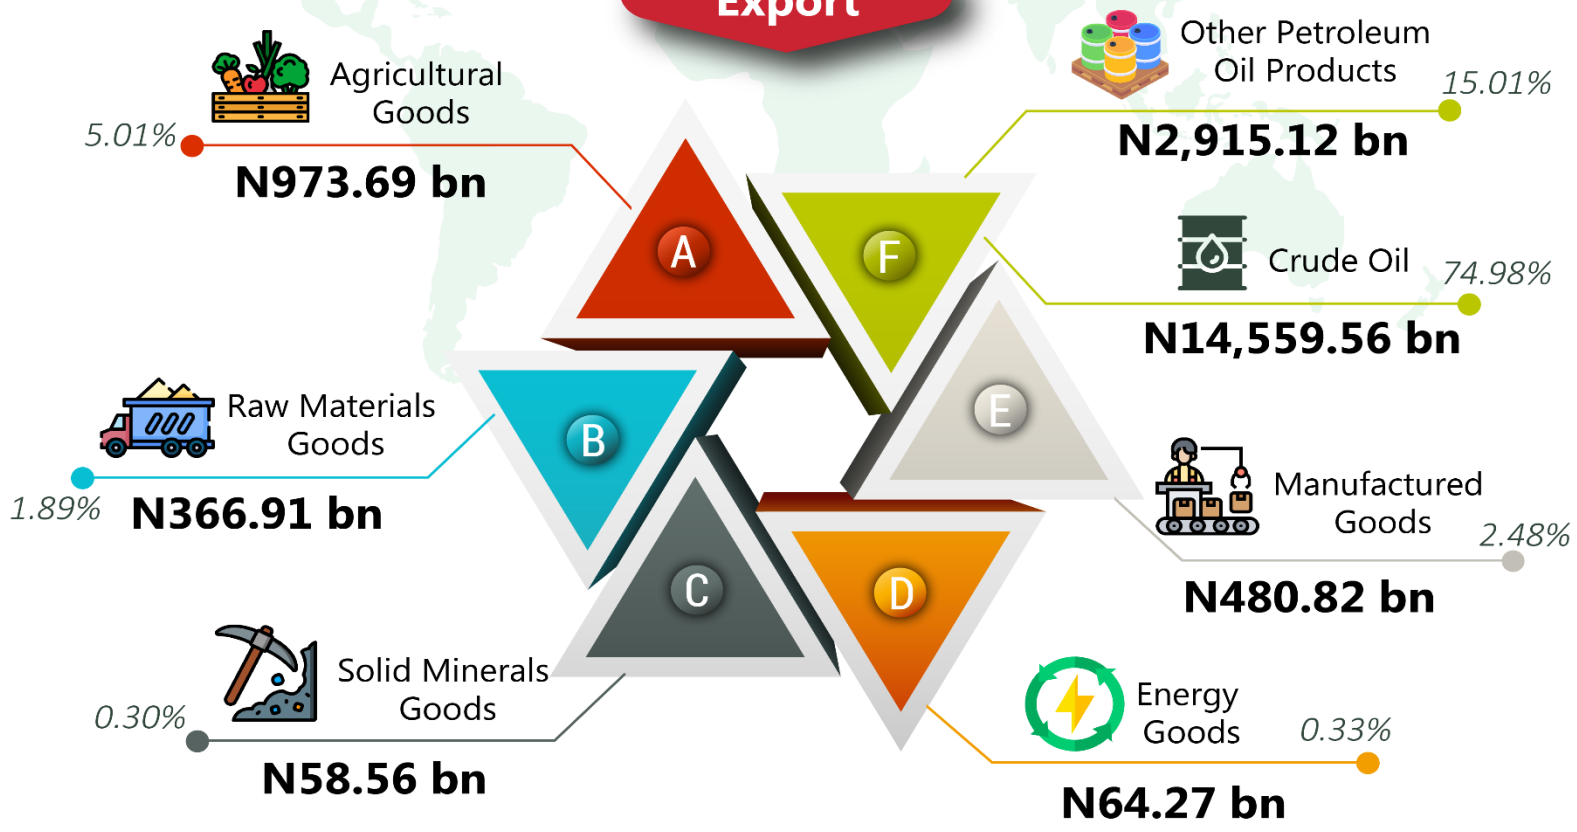 Export
Agricultural
Goods
5.01%
N973.69 bn
Other Petroleum
Oil Products
15.01%
N2,915.12 bn
Crude Oil
74.98%
N14,559.56 bn
Raw Materials
Goods
1.89%
N366.91 bn
Manufactured
Goods
2.48%
N480.82 bn
Solid Minerals
Goods
0.30%
N58.56 bn
Energy
Goods
0.33%
N64.27 bn
A
F
B
E
C
D